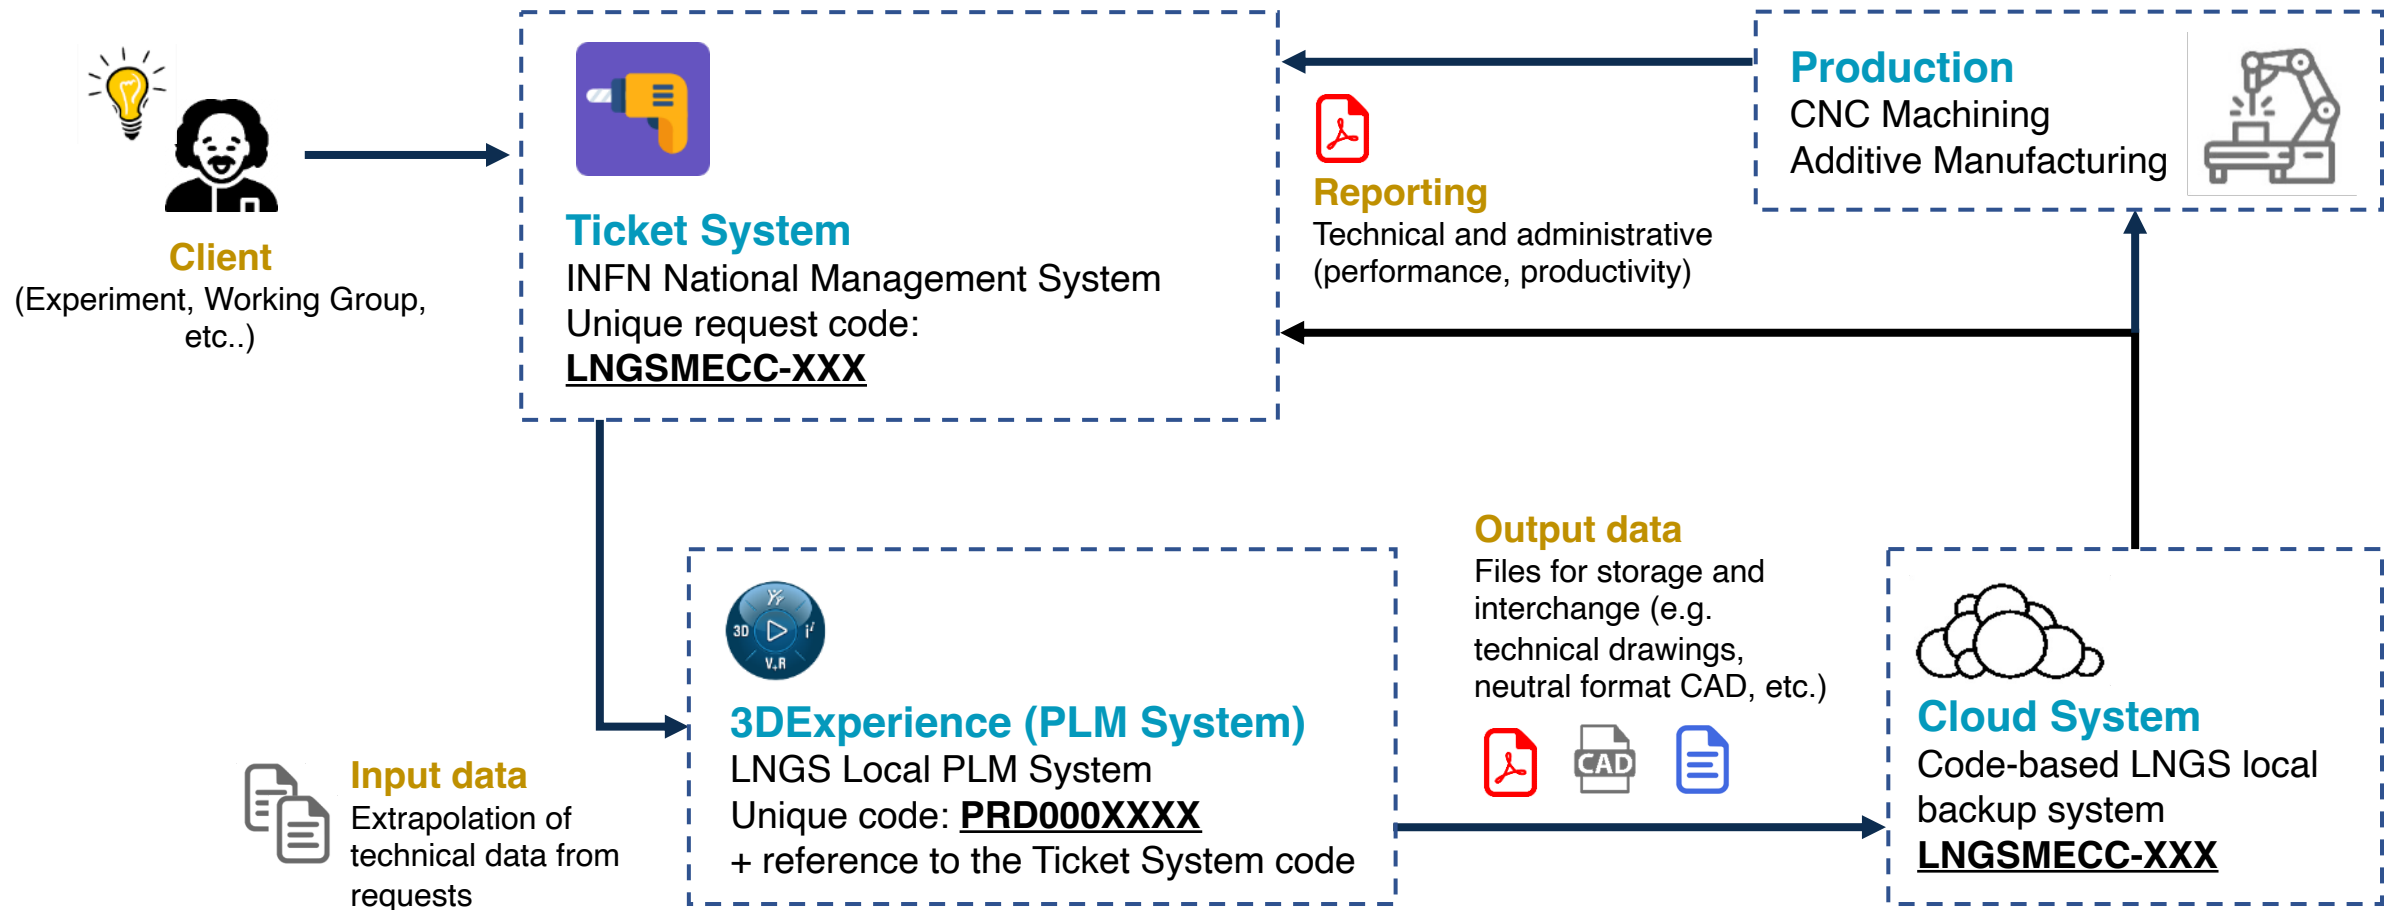 Client
(Experiment, Working Group,
etc..)
Ticket System
INFN National Management System
Unique request code:
LNGSMECC-XXX
Reporting
Technical and administrative
(performance, productivity)
Production
CNC Machining
Additive Manufacturing
Input data
Extrapolation of
technical data from
requests
3D
V+R
3DExperience (PLM System)
LNGS Local PLM System
Unique code: PRD000XXXX
+ reference to the Ticket System code
Output data
Files for storage and
interchange (e.g.
technical drawings,
neutral format CAD, etc.)
CAD
Cloud System
Code-based LNGS local
backup system
LNGSMECC-XXX